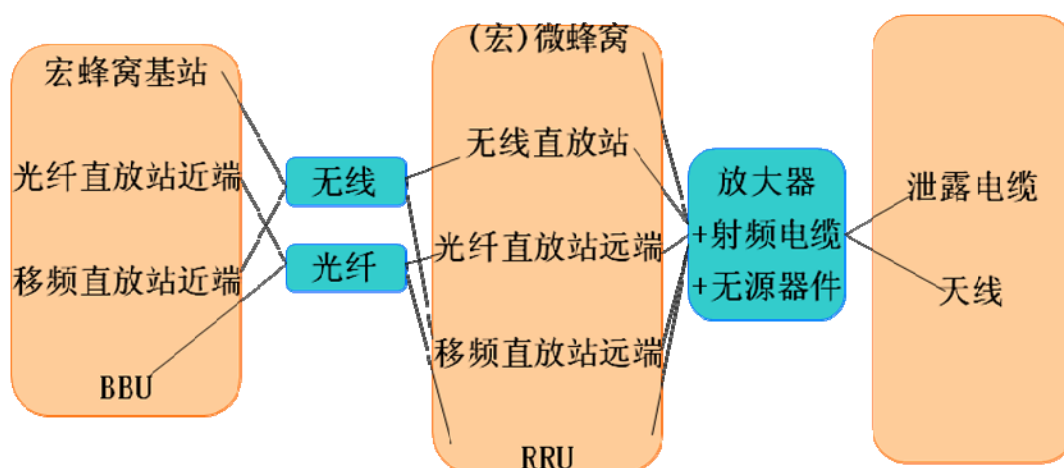 宏蜂窝基站
光纤直放站近端
移频直放站近端
BBU
无线
光纤
(宏)微蜂窝
无线直放站
光纤直放站远端
移频直放站远端
RRU
放大器
+射频电缆
+无源器件
泄露电缆
天线